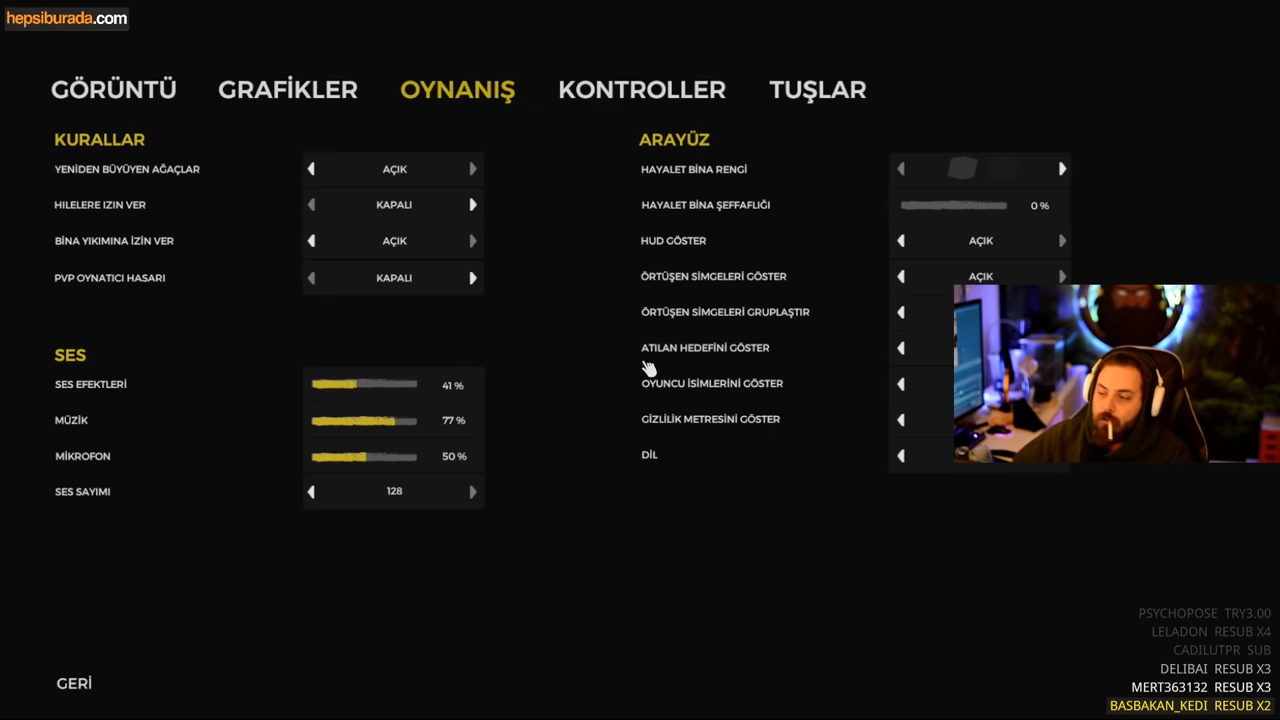 hepsiburada.com
GÖRÜNTÜ GRAFİKLER OYNANIŞ KONTROLLER TUŞLAR
KURALLAR
YENİDEN BÜYÜYEN AĞAÇLAR AÇIK
HILELERE IZIN VER KAPALI
BİNA YIKIMINA İZİN VER AÇIK
PVP OYNATICI HASARI KAPALI
SES
SES EFEKTLERİ 41 %
MÜZİK 77 %
MİKROFON 50 %
SES SAYIMI 128
ARAYÜZ
HAYALET BİNA RENGİ
HAYALET BİNA ŞEFFAFLIĞI 0 %
HUD GÖSTER AÇIK
ÖRTÜŞEN SİMGELERİ GÖSTER AÇIK
ÖRTÜŞEN SİMGELERİ GRUPLAŞTIR
ATILAN HEDEFİNİ GÖSTER
OYUNCU İSİMLERİNİ GÖSTER
GİZLİLİK METRESİNİ GÖSTER
DİL
GERİ
PSYCHOPOSE TRY3.00
LELADON RESUB X4
CADILUTPR SUB
DELIBAI RESUB X3
MERT363132 RESUB X3
BASBAKAN_KEDI RESUB X2